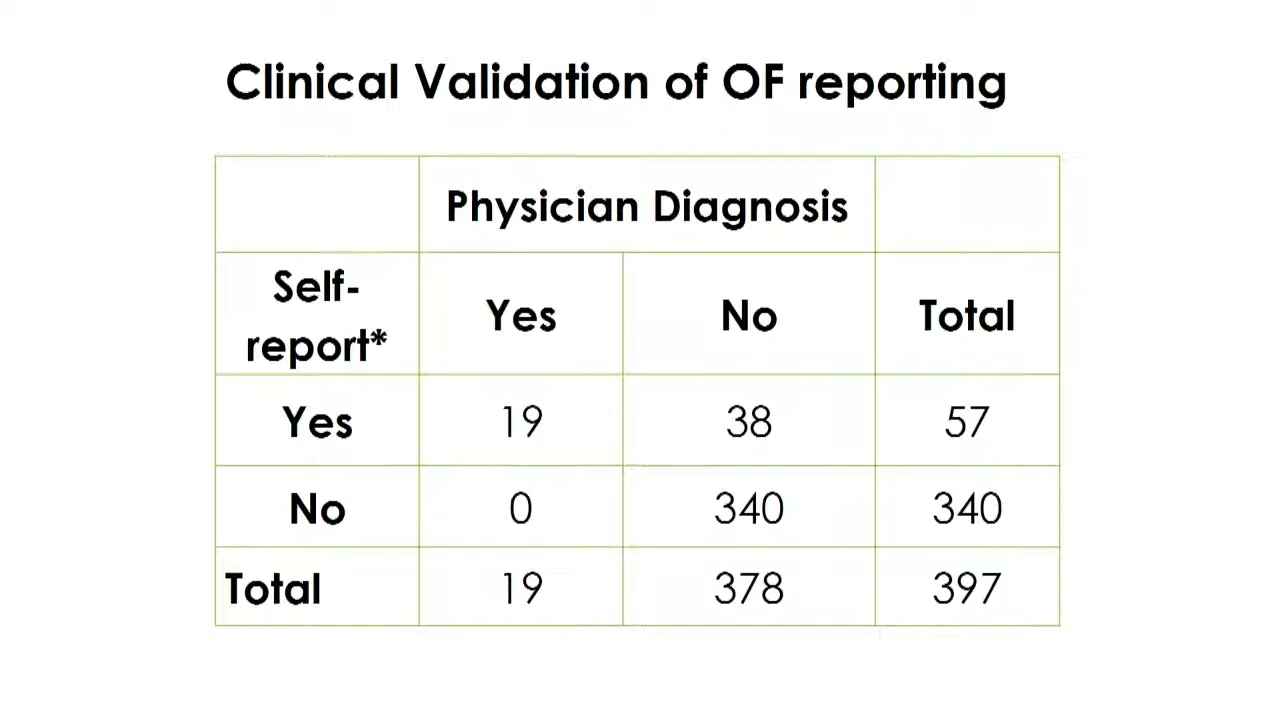 Clinical Validation of OF reporting
Physician Diagnosis
Self-
report*
Yes No Total
Yes 19 38 57
No 0 340 340
Total 19 378 397